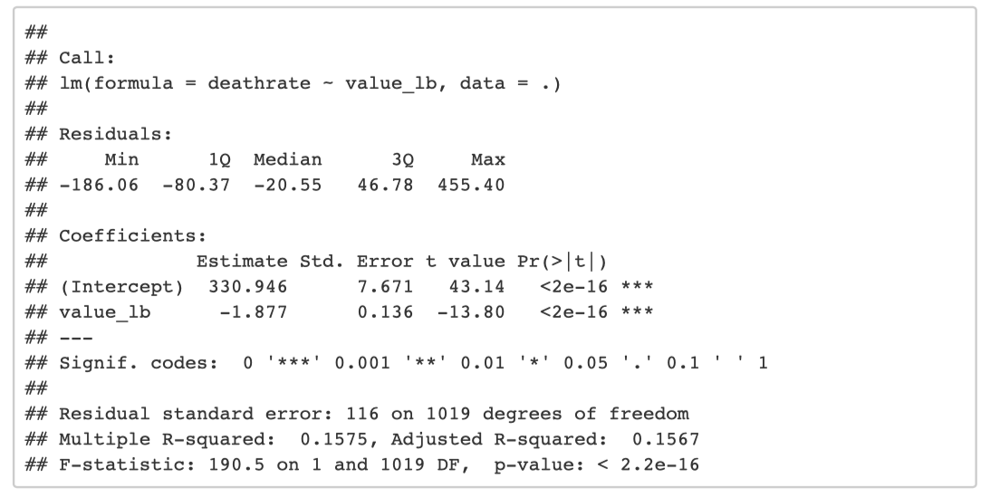 ##
## Call:
## lm(formula = deathrate ~ value_lb, data = .)
##
## Residuals:
##     Min      1Q  Median      3Q     Max
## -186.06  -80.37  -20.55   46.78  455.40
##
## Coefficients:
##             Estimate Std. Error t value Pr(>|t|)
## (Intercept)  330.946      7.671   43.14   <2e-16 ***
## value_lb      -1.877      0.136  -13.80   <2e-16 ***
## ---
## Signif. codes:  0 '***' 0.001 '**' 0.01 '*' 0.05 '.' 0.1 ' ' 1
##
## Residual standard error: 116 on 1019 degrees of freedom
## Multiple R-squared:  0.1575, Adjusted R-squared:  0.1567
## F-statistic: 190.5 on 1 and 1019 DF,  p-value: < 2.2e-16